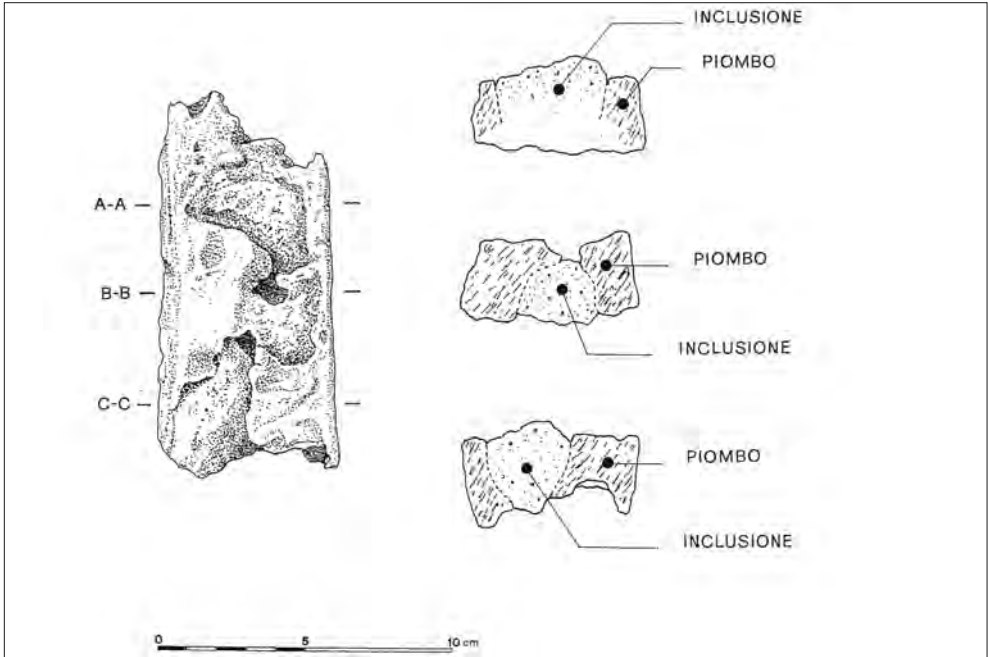 INCLUSIONE
PIOMBO
A-A
B-B
PIOMBO
INCLUSIONE
C-C
PIOMBO
INCLUSIONE
0 5 10 cm